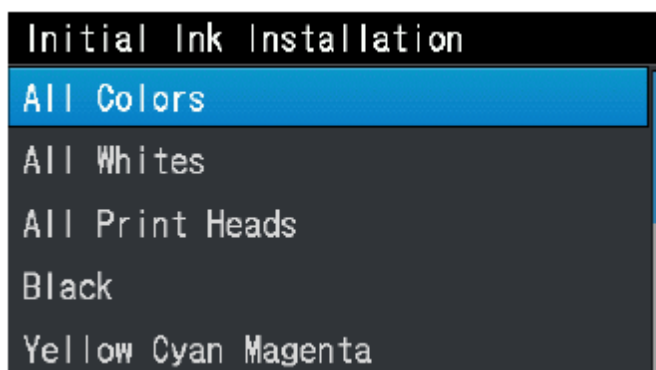 Initial Ink Installation
All Colors
All Whites
All Print Heads
Black
Yellow Cyan Magenta